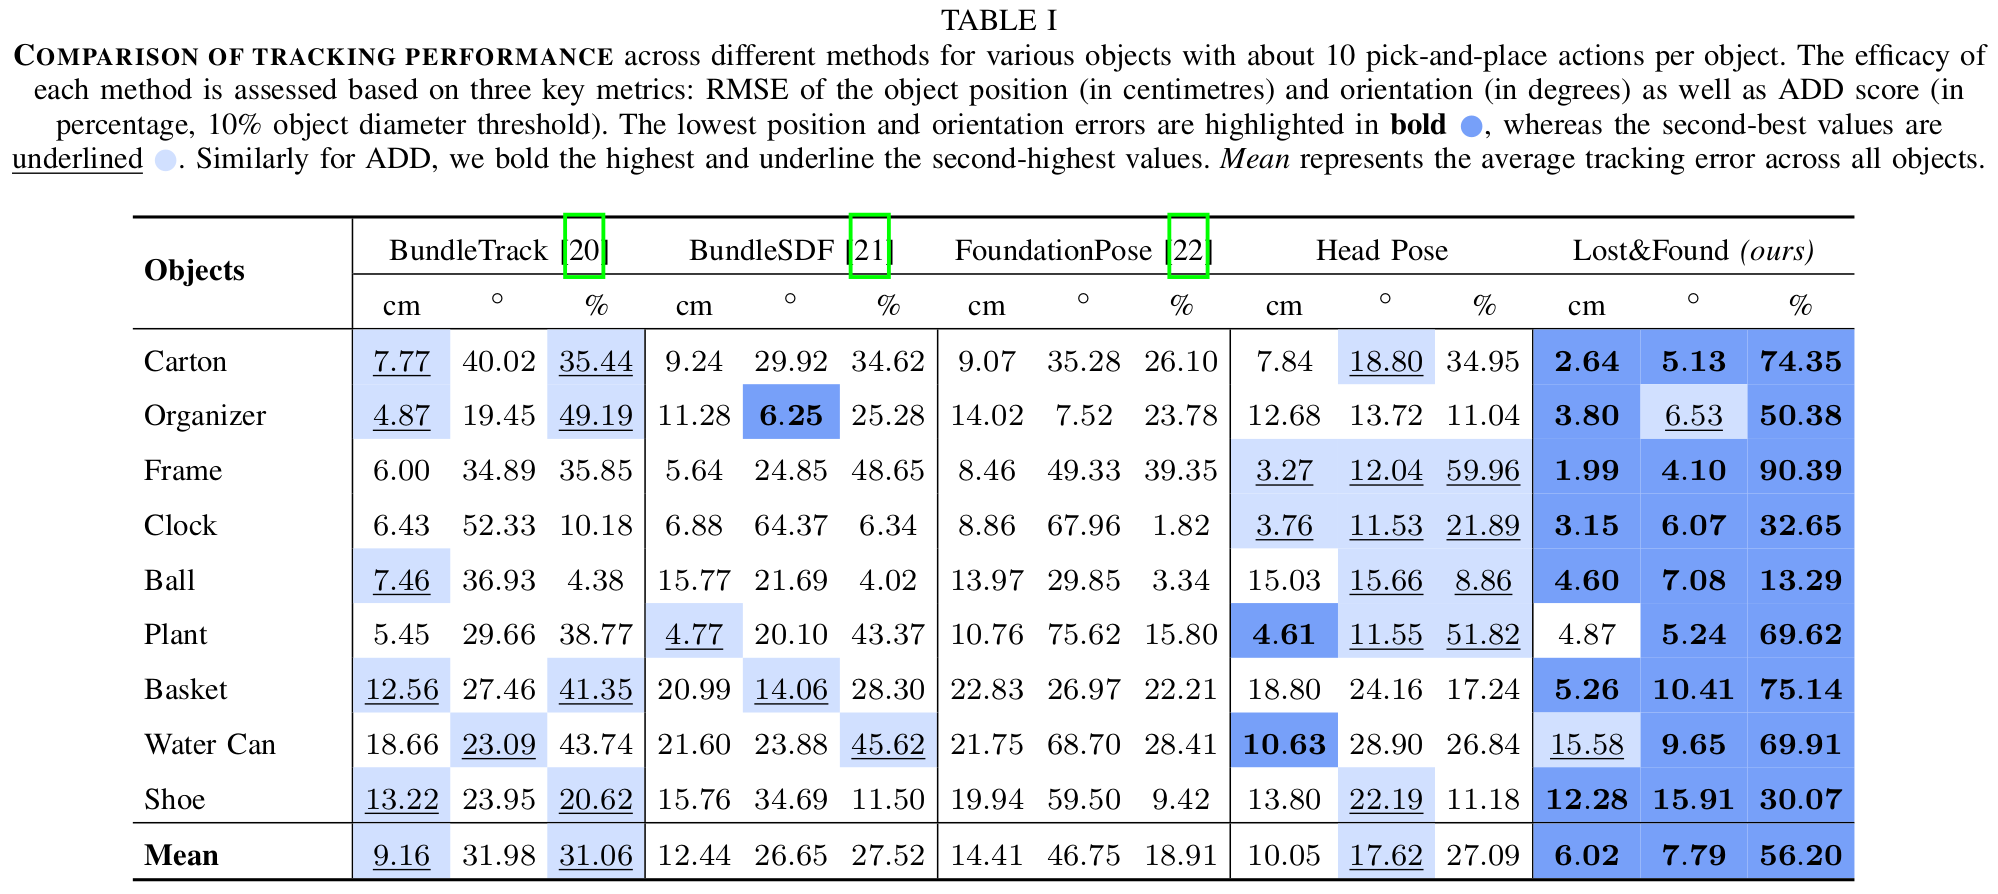 TABLE I
COMPARISON OF TRACKING PERFORMANCE across different methods for various objects with about 10 pick-and-place actions per object. The efficacy of
each method is assessed based on three key metrics: RMSE of the object position (in centimetres) and orientation (in degrees) as well as ADD score (in
percentage, 10% object diameter threshold). The lowest position and orientation errors are highlighted in bold , whereas the second-best values are
underlined . Similarly for ADD, we bold the highest and underline the second-highest values. Mean represents the average tracking error across all objects.
Objects BundleTrack [20] BundleSDF [21] FoundationPose [22] Head Pose Lost&Found (ours)
cm ° % cm ° % cm ° % cm ° % cm ° %
Carton 7.77 40.02 35.44 9.24 29.92 34.62 9.07 35.28 26.10 7.84 18.80 34.95 2.64 5.13 74.35
Organizer 4.87 19.45 49.19 11.28 6.25 25.28 14.02 7.52 23.78 12.68 13.72 11.04 3.80 6.53 50.38
Frame 6.00 34.89 35.85 5.64 24.85 48.65 8.46 49.33 39.35 3.27 12.04 59.96 1.99 4.10 90.39
Clock 6.43 52.33 10.18 6.88 64.37 6.34 8.86 67.96 1.82 3.76 11.53 21.89 3.15 6.07 32.65
Ball 7.46 36.93 4.38 15.77 21.69 4.02 13.97 29.85 3.34 15.03 15.66 8.86 4.60 7.08 13.29
Plant 5.45 29.66 38.77 4.77 20.10 43.37 10.76 75.62 15.80 4.61 11.55 51.82 4.87 5.24 69.62
Basket 12.56 27.46 41.35 20.99 14.06 28.30 22.83 26.97 22.21 18.80 24.16 17.24 5.26 10.41 75.14
Water Can 18.66 23.09 43.74 21.60 23.88 45.62 21.75 68.70 28.41 10.63 28.90 26.84 15.58 9.65 69.91
Shoe 13.22 23.95 20.62 15.76 34.69 11.50 19.94 59.50 9.42 13.80 22.19 11.18 12.28 15.91 30.07
Mean 9.16 31.98 31.06 12.44 26.65 27.52 14.41 46.75 18.91 10.05 17.62 27.09 6.02 7.79 56.20